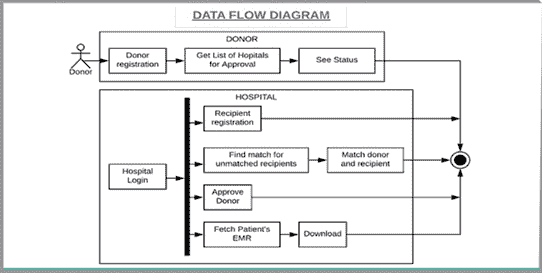 DATA FLOW DIAGRAM
DONOR
Donor
Donor
registration
Get List of Hopitals
for Approval
See Status
HOSPITAL
Hospital
Login
Recipient
registration
Find match for
unmatched recipients
Match donor
and recipient
Approve
Donor
Fetch Patient's
EMR
Download